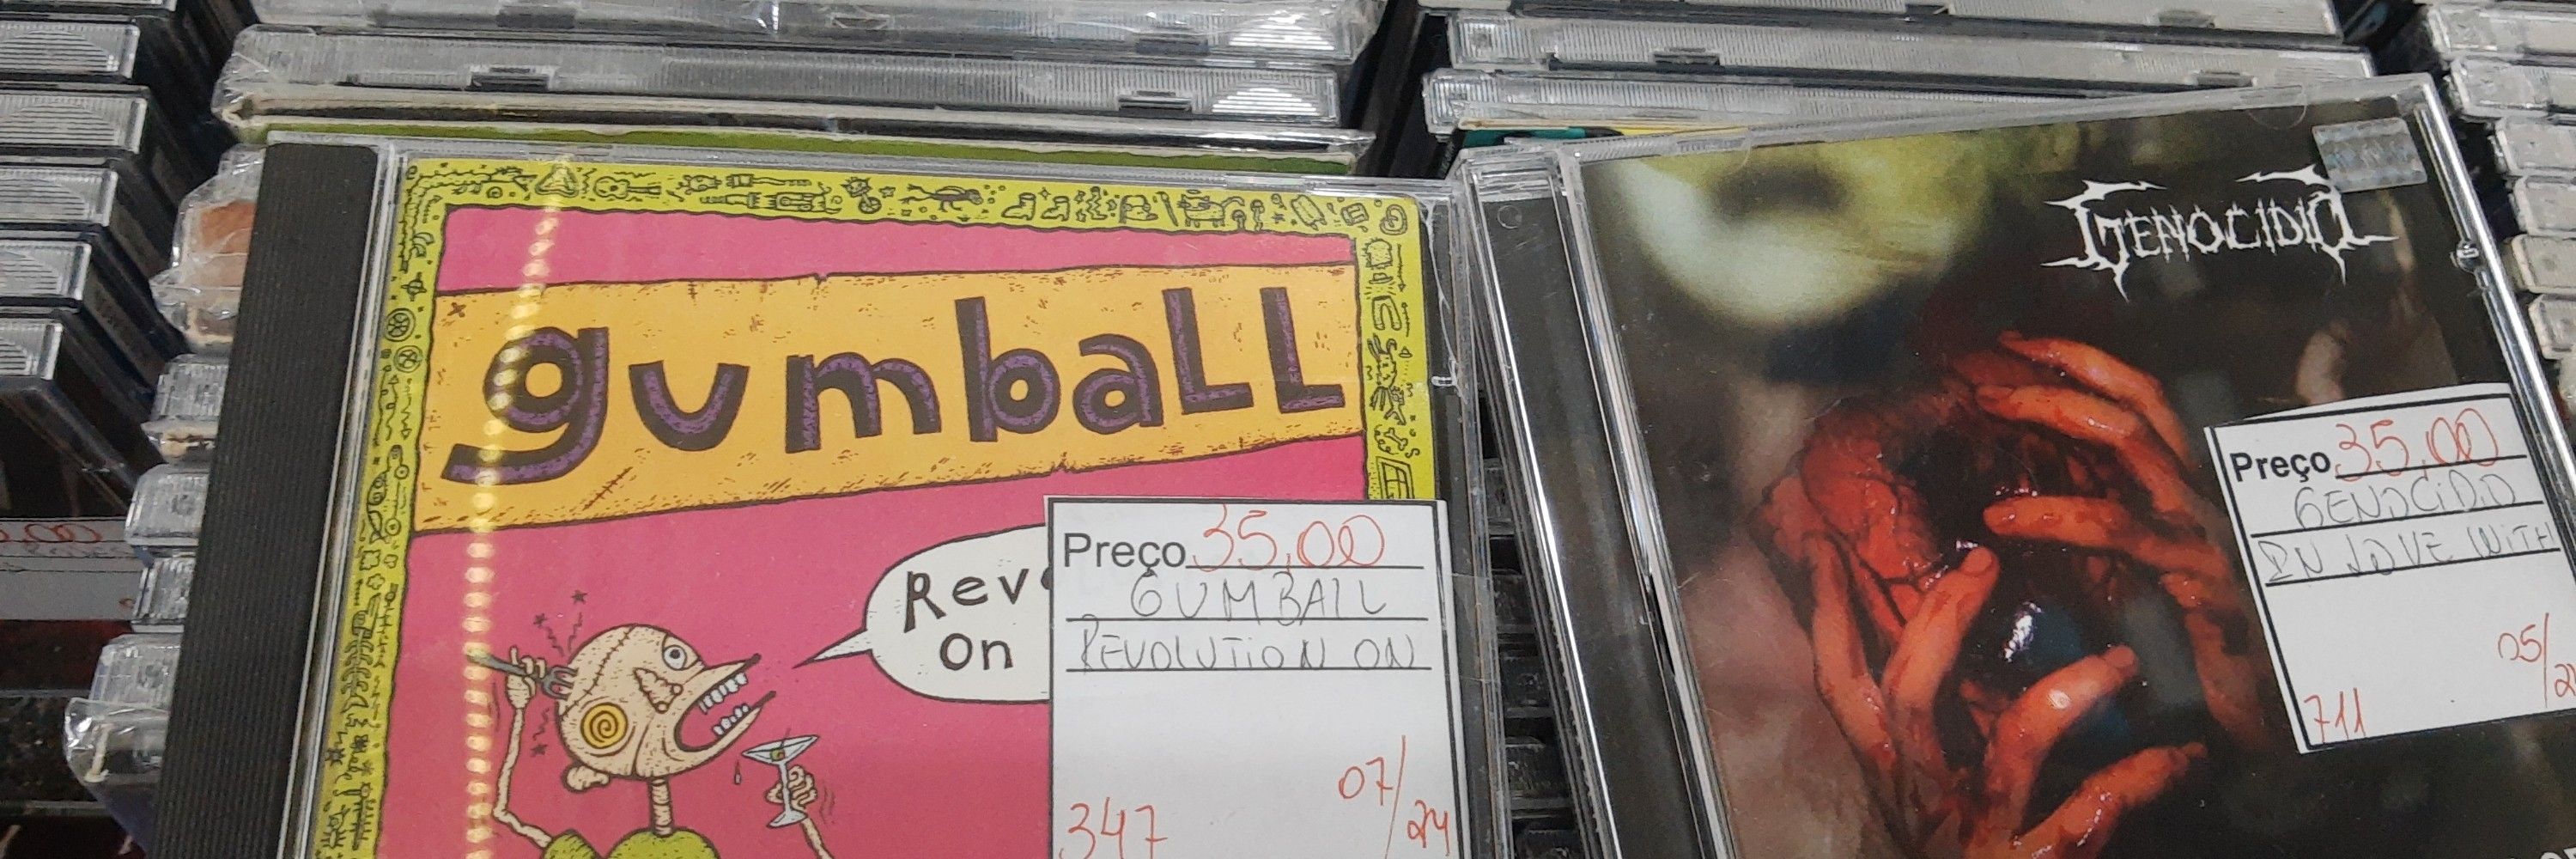 gumbaLL
Rev
on
Preço 35,00
GUMBALL
REVOLUTION ON
07/24
347
GENOCIDIO
Preço 35,00
GENOCIDIO
IN LOVE WITH
05/
711